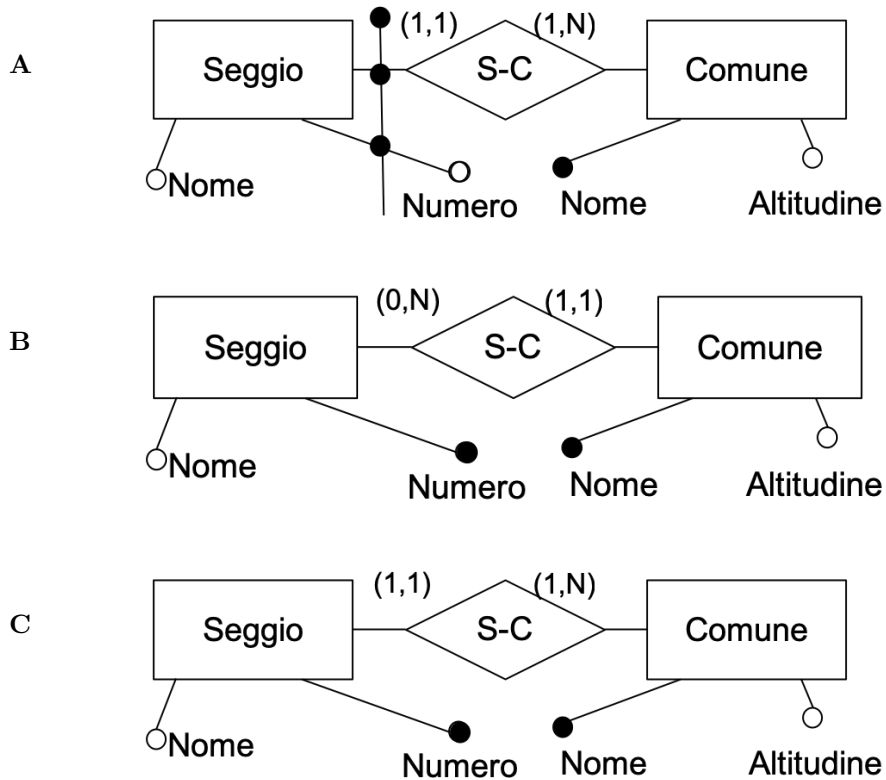 (1,1) (1,N)
A Seggio S-C Comune
Nome Numero Nome Altitudine
(0,N) (1,1)
B Seggio S-C Comune
Nome Numero Nome Altitudine
(1,1) (1,N)
C Seggio S-C Comune
Nome Numero Nome Altitudine